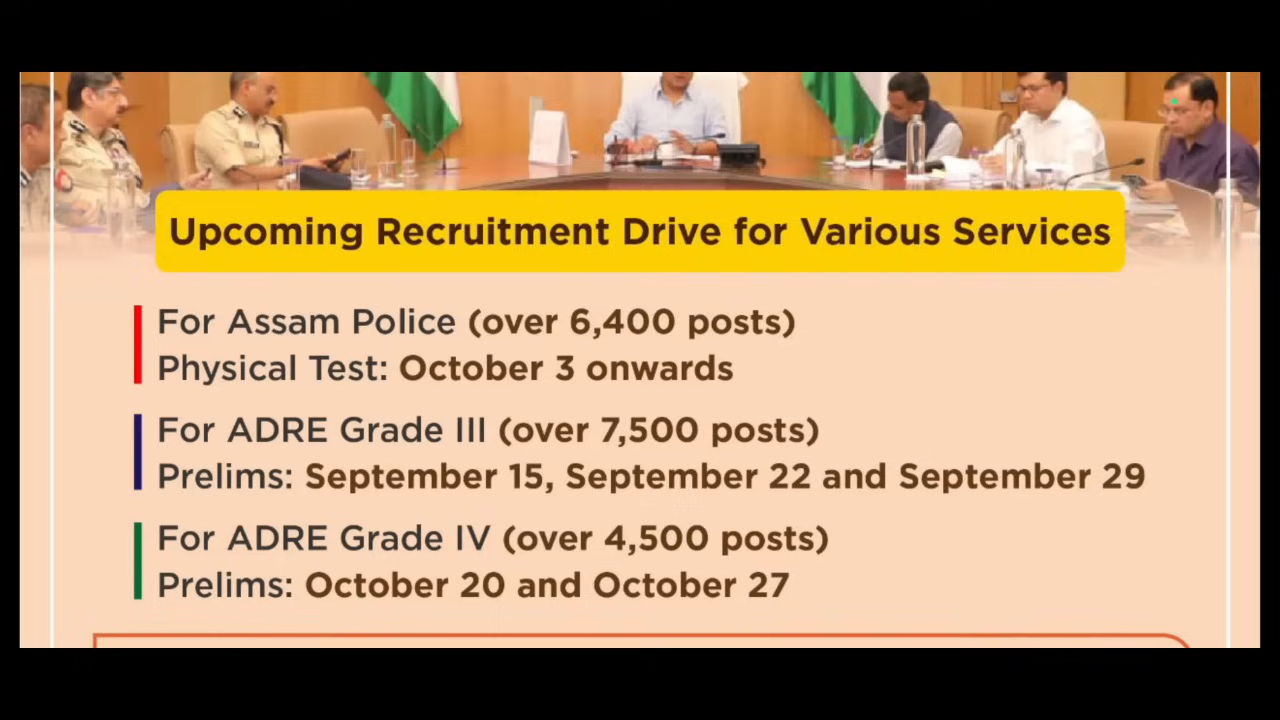 Upcoming Recruitment Drive for Various Services
For Assam Police (over 6,400 posts)
Physical Test: October 3 onwards
For ADRE Grade III (over 7,500 posts)
Prelims: September 15, September 22 and September 29
For ADRE Grade IV (over 4,500 posts)
Prelims: October 20 and October 27